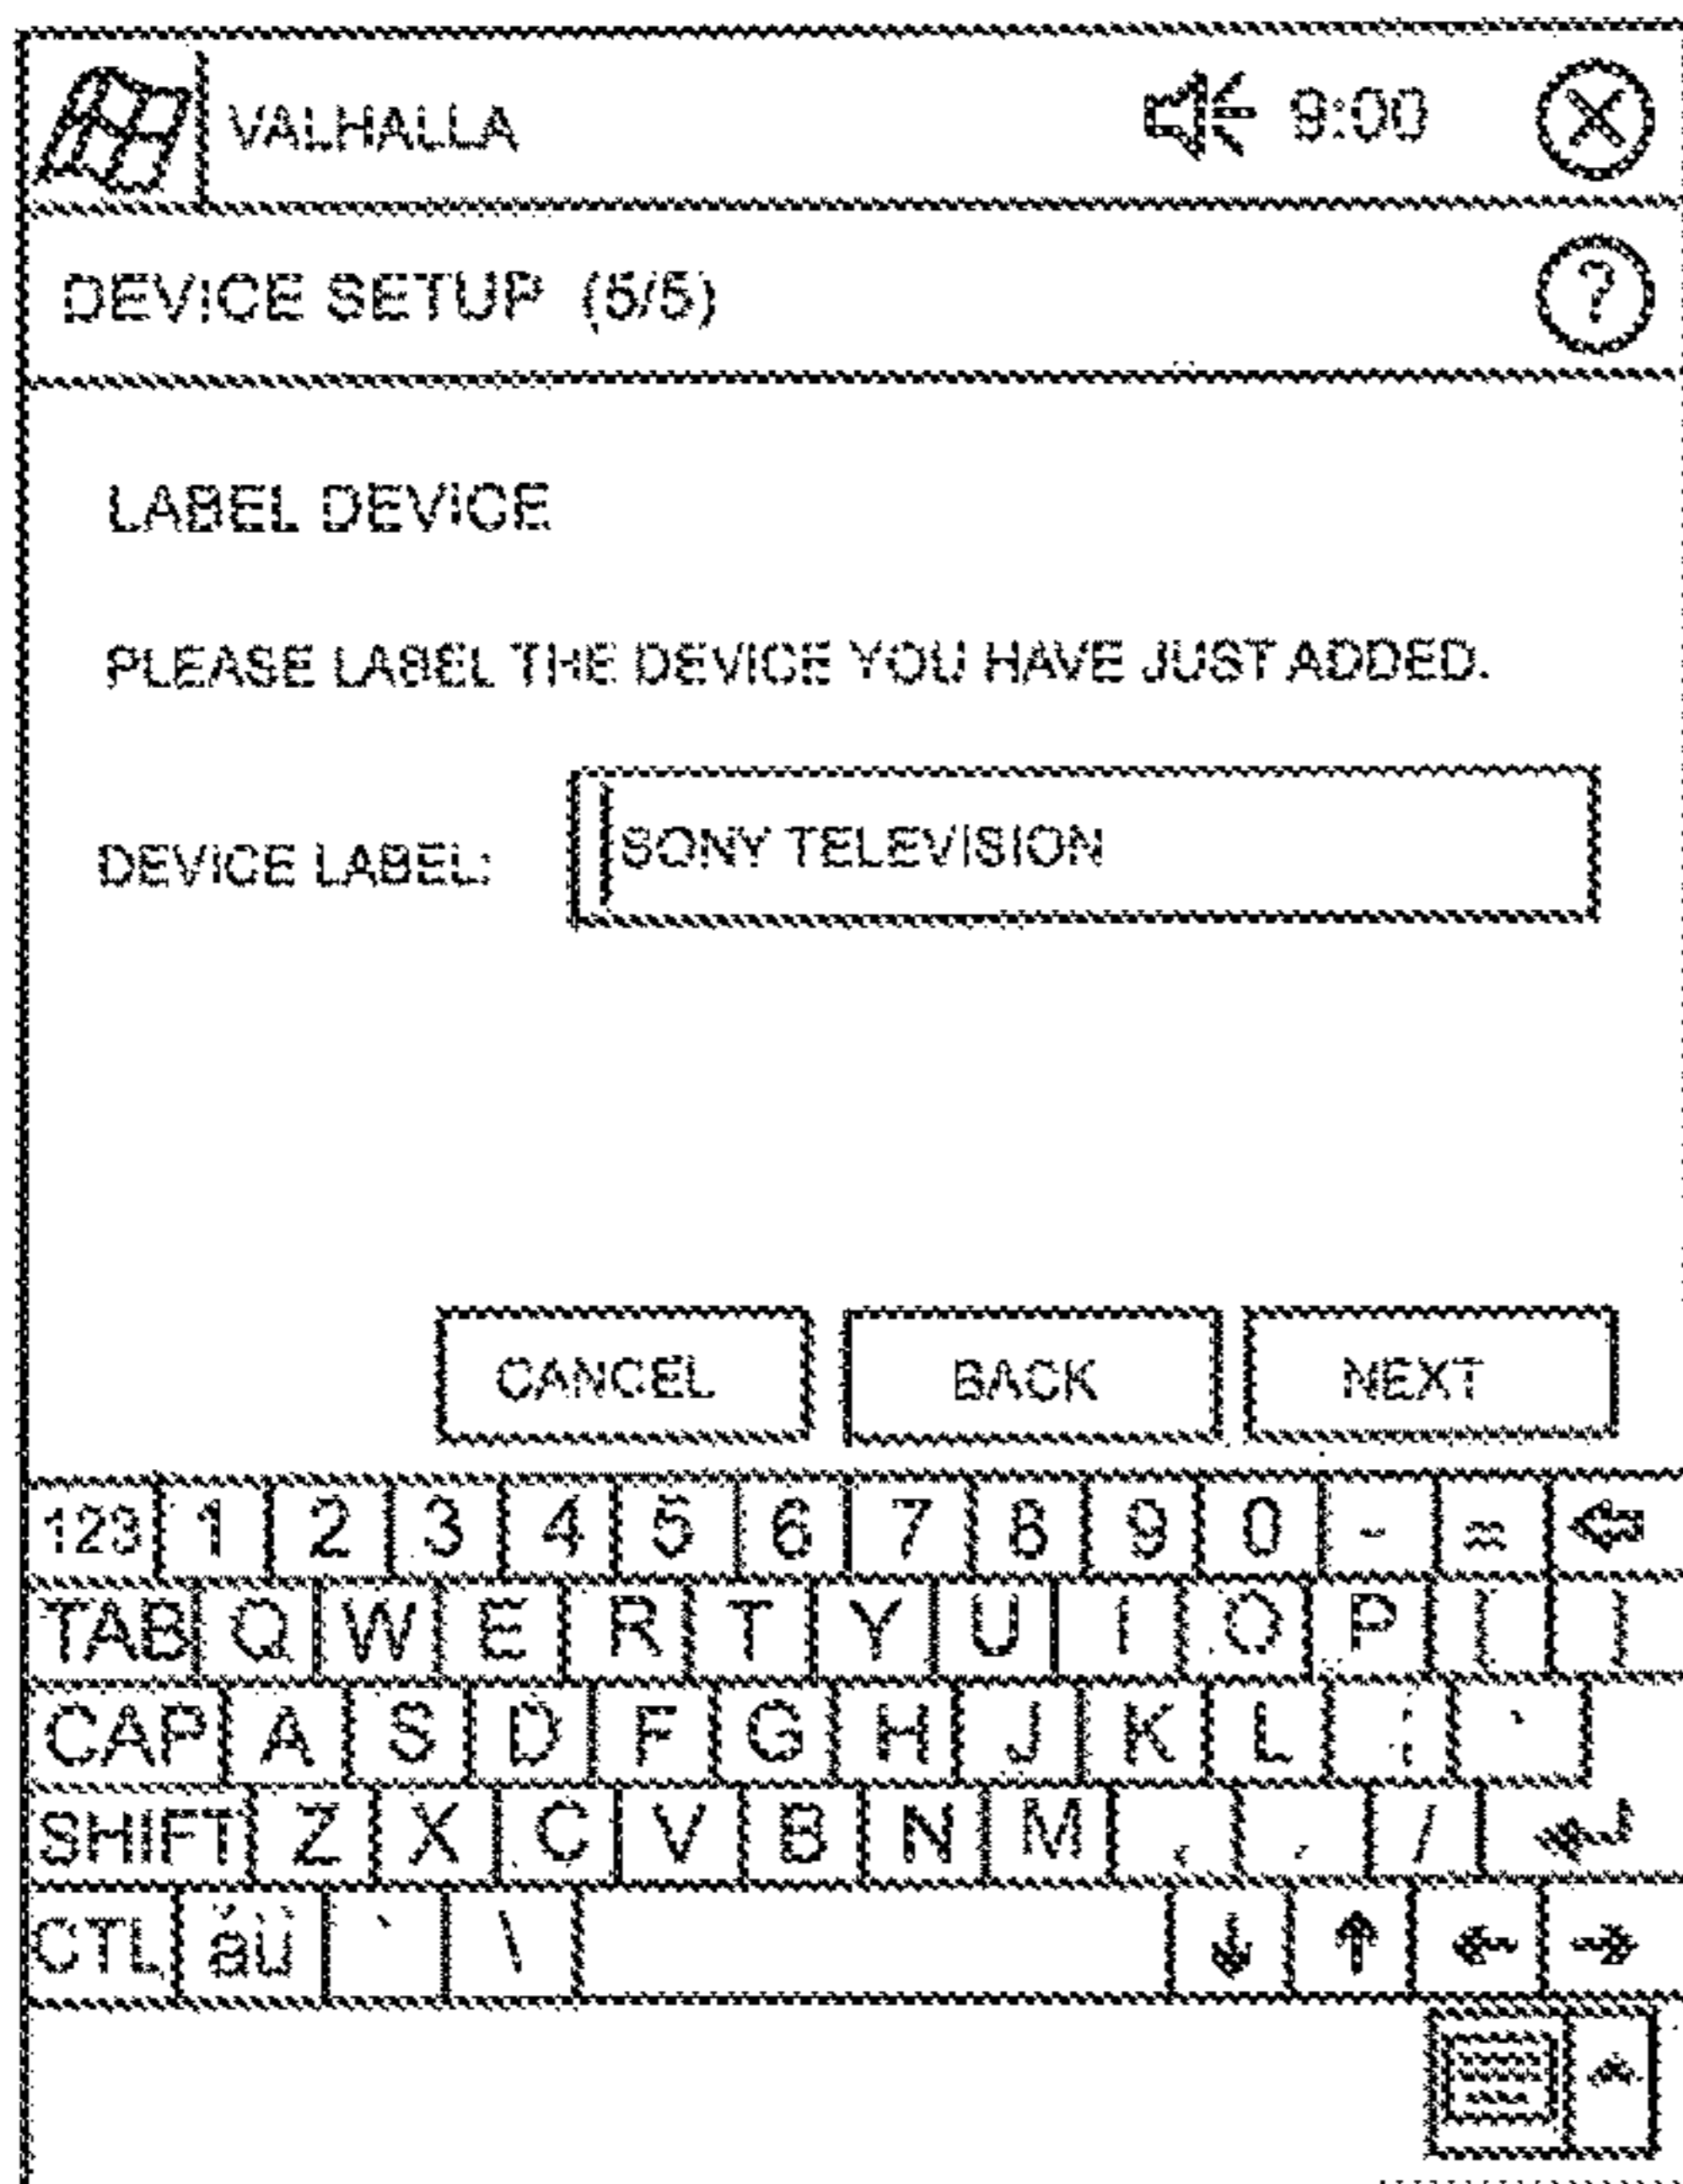 VALHALLA 9:00
DEVICE SETUP (5/5) ?
LABEL DEVICE
PLEASE LABEL THE DEVICE YOU HAVE JUST ADDED.
DEVICE LABEL: SONY TELEVISION
CANCEL BACK NEXT
123 1 2 3 4 5 6 7 8 9 0 - =
TAB Q W E R T Y U I O P [ ]
CAP A S D F G H J K L ; '
SHIFT Z X C V B N M , . /
CTL áü ` \